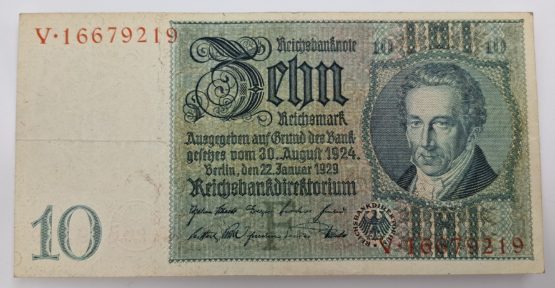 V·16679219
Reichsbanknote
10 10
Zehn
Reichsmark
Ausgegeben auf Grund des Bank
gesetzes vom 30. August 1924.
Berlin, den 22. Januar 1929
Reichsbankdirektorium
REICHSBANKDIREKTORIUM
10
V·16679219